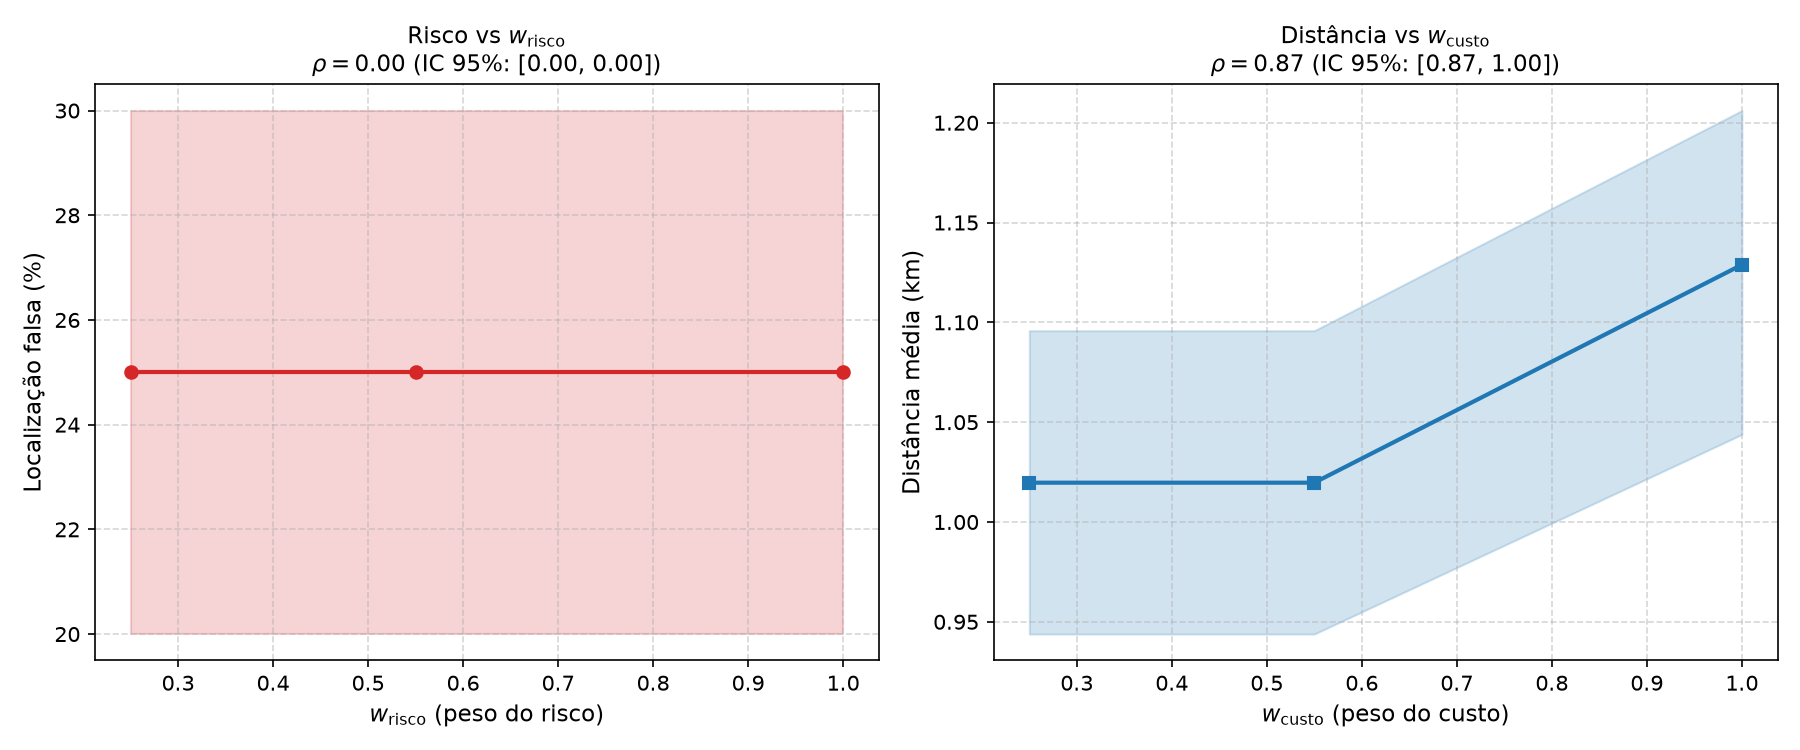 Risco vs w_risco
ρ = 0.00 (IC 95%: [0.00, 0.00])
30
28
26
24
22
20
Localização falsa (%)
0.3 0.4 0.5 0.6 0.7 0.8 0.9 1.0
w_risco (peso do risco)
Distância vs w_custo
ρ = 0.87 (IC 95%: [0.87, 1.00])
1.20
1.15
1.10
1.05
1.00
0.95
Distância média (km)
0.3 0.4 0.5 0.6 0.7 0.8 0.9 1.0
w_custo (peso do custo)